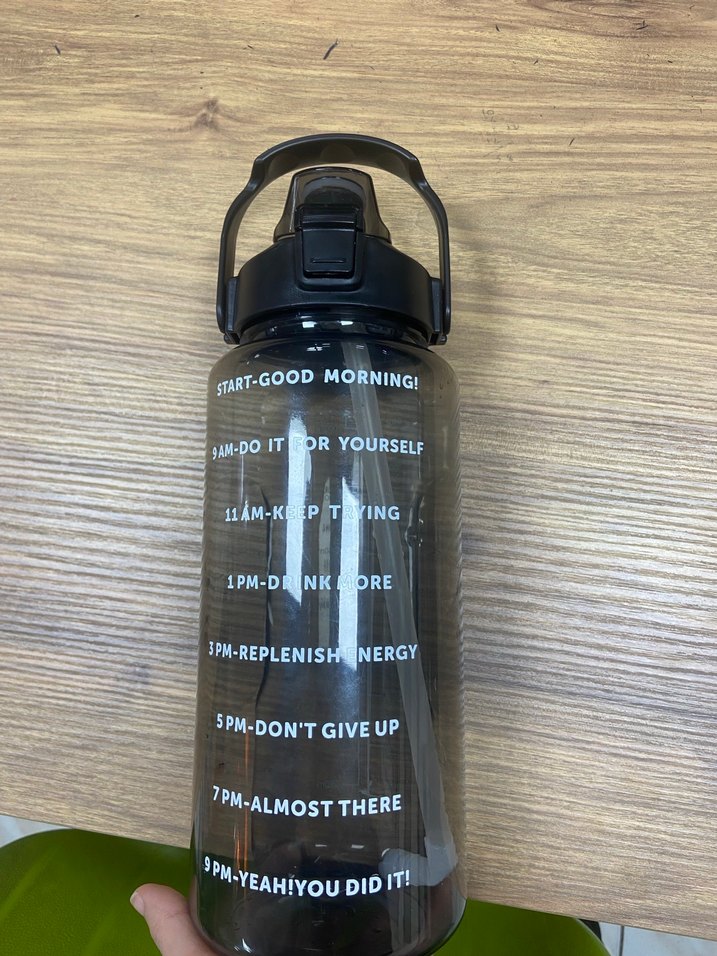 START-GOOD MORNING!
9 AM-DO IT FOR YOURSELF
11 AM-KEEP TRYING
1 PM-DRINK MORE
3 PM-REPLENISH ENERGY
5 PM-DON'T GIVE UP
7 PM-ALMOST THERE
9 PM-YEAH!YOU DID IT!